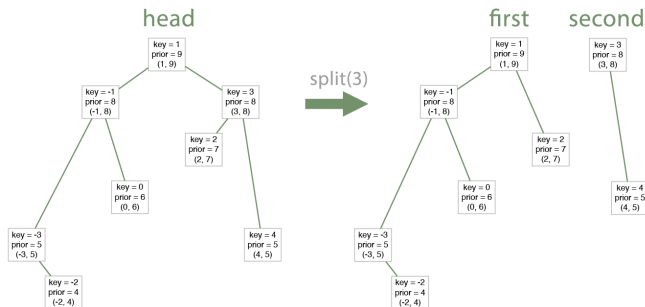 head
first
second
split(3)
key = 1
prior = 9
(1, 9)
key = -1
prior = 8
(-1, 8)
key = 3
prior = 8
(3, 8)
key = 2
prior = 7
(2, 7)
key = 0
prior = 6
(0, 6)
key = -3
prior = 5
(-3, 5)
key = 4
prior = 5
(4, 5)
key = -2
prior = 4
(-2, 4)
key = 1
prior = 9
(1, 9)
key = 3
prior = 8
(3, 8)
key = -1
prior = 8
(-1, 8)
key = 2
prior = 7
(2, 7)
key = 0
prior = 6
(0, 6)
key = 4
prior = 5
(4, 5)
key = -3
prior = 5
(-3, 5)
key = -2
prior = 4
(-2, 4)